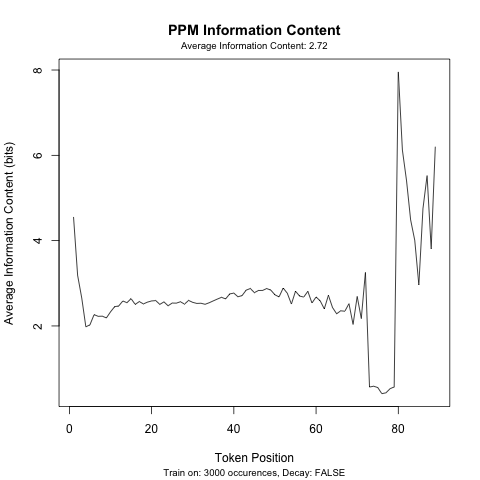 PPM Information Content
Average Information Content: 2.72
Average Information Content (bits)
8
6
4
2
0 20 40 60 80
Token Position
Train on: 3000 occurences, Decay: FALSE